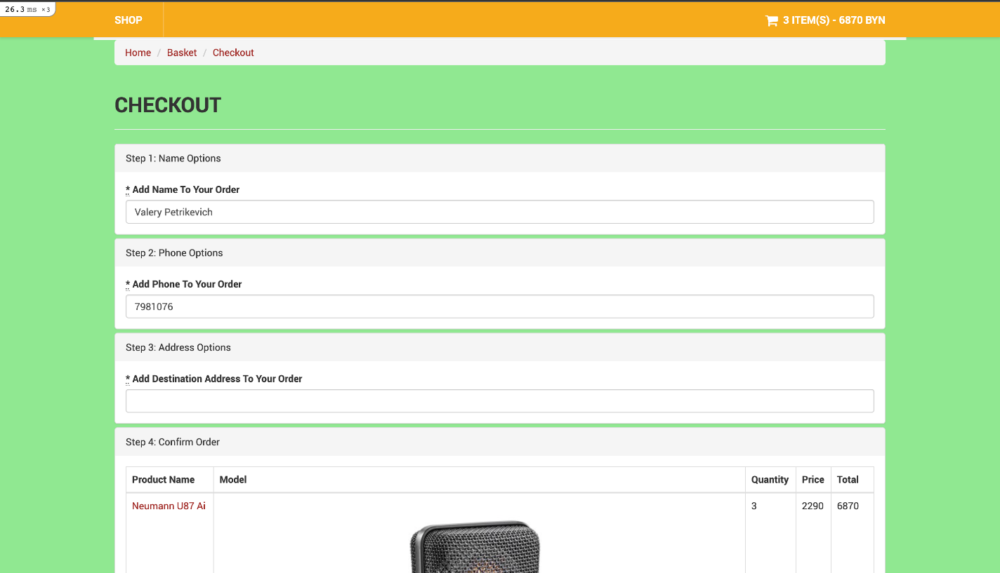 26.3 ms ×3
SHOP
3 ITEM(S) - 6870 BYN
Home / Basket / Checkout
CHECKOUT
Step 1: Name Options
* Add Name To Your Order
Valery Petrikevich
Step 2: Phone Options
* Add Phone To Your Order
7981076
Step 3: Address Options
* Add Destination Address To Your Order
Step 4: Confirm Order
Product Name Model Quantity Price Total
Neumann U87 Ai 3 2290 6870